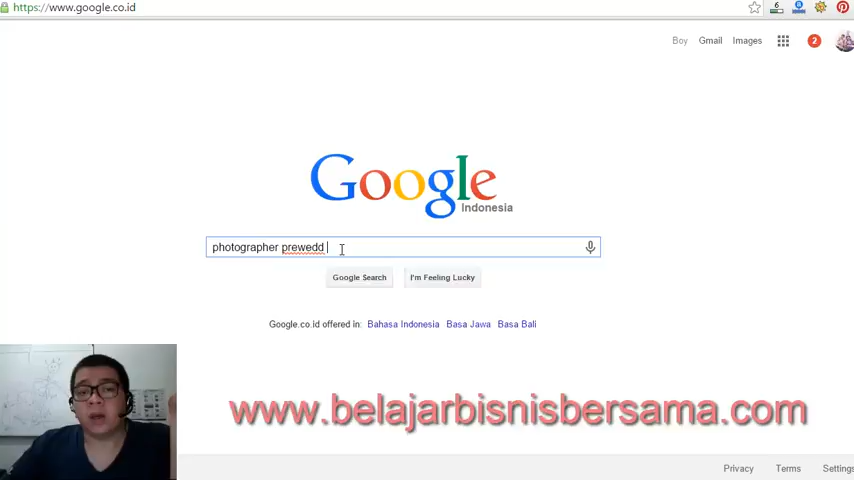 https://www.google.co.id
6
Boy Gmail Images 2
Google
Indonesia
photographer prewedd
Google Search I'm Feeling Lucky
Google.co.id offered in: Bahasa Indonesia Basa Jawa Basa Bali
www.belajarbisnisbersama.com
Privacy Terms Settings